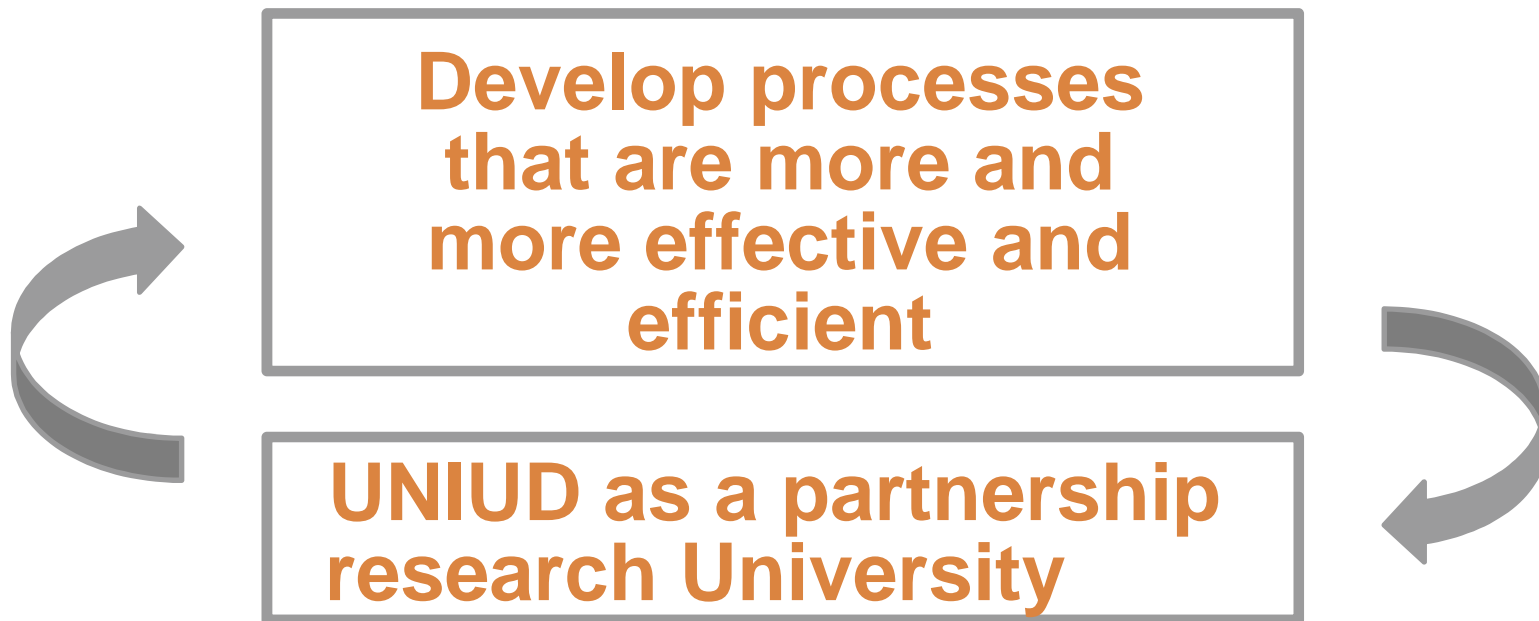 Develop processes
that are more and
more effective and
efficient
UNIUD as a partnership
research University